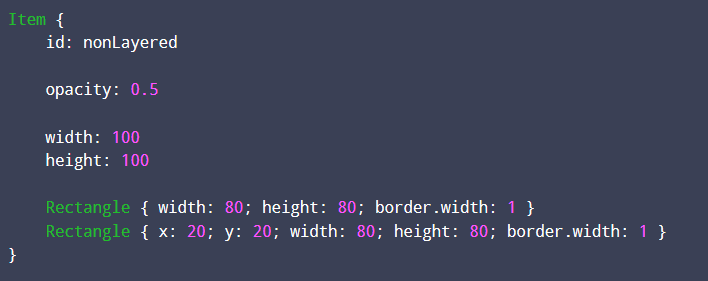 Item {
    id: nonLayered

    opacity: 0.5

    width: 100
    height: 100

    Rectangle { width: 80; height: 80; border.width: 1 }
    Rectangle { x: 20; y: 20; width: 80; height: 80; border.width: 1 }
}